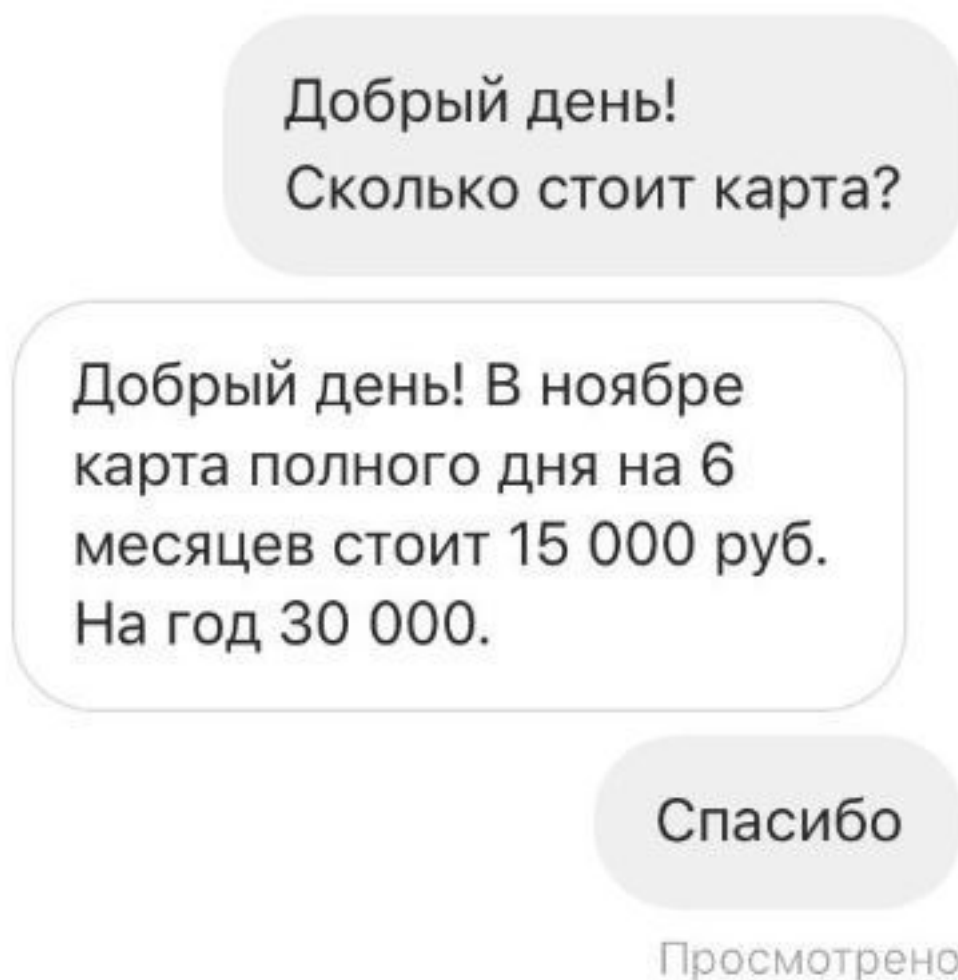 Добрый день!
Сколько стоит карта?
Добрый день! В ноябре
карта полного дня на 6
месяцев стоит 15 000 руб.
На год 30 000.
Спасибо
Просмотрено